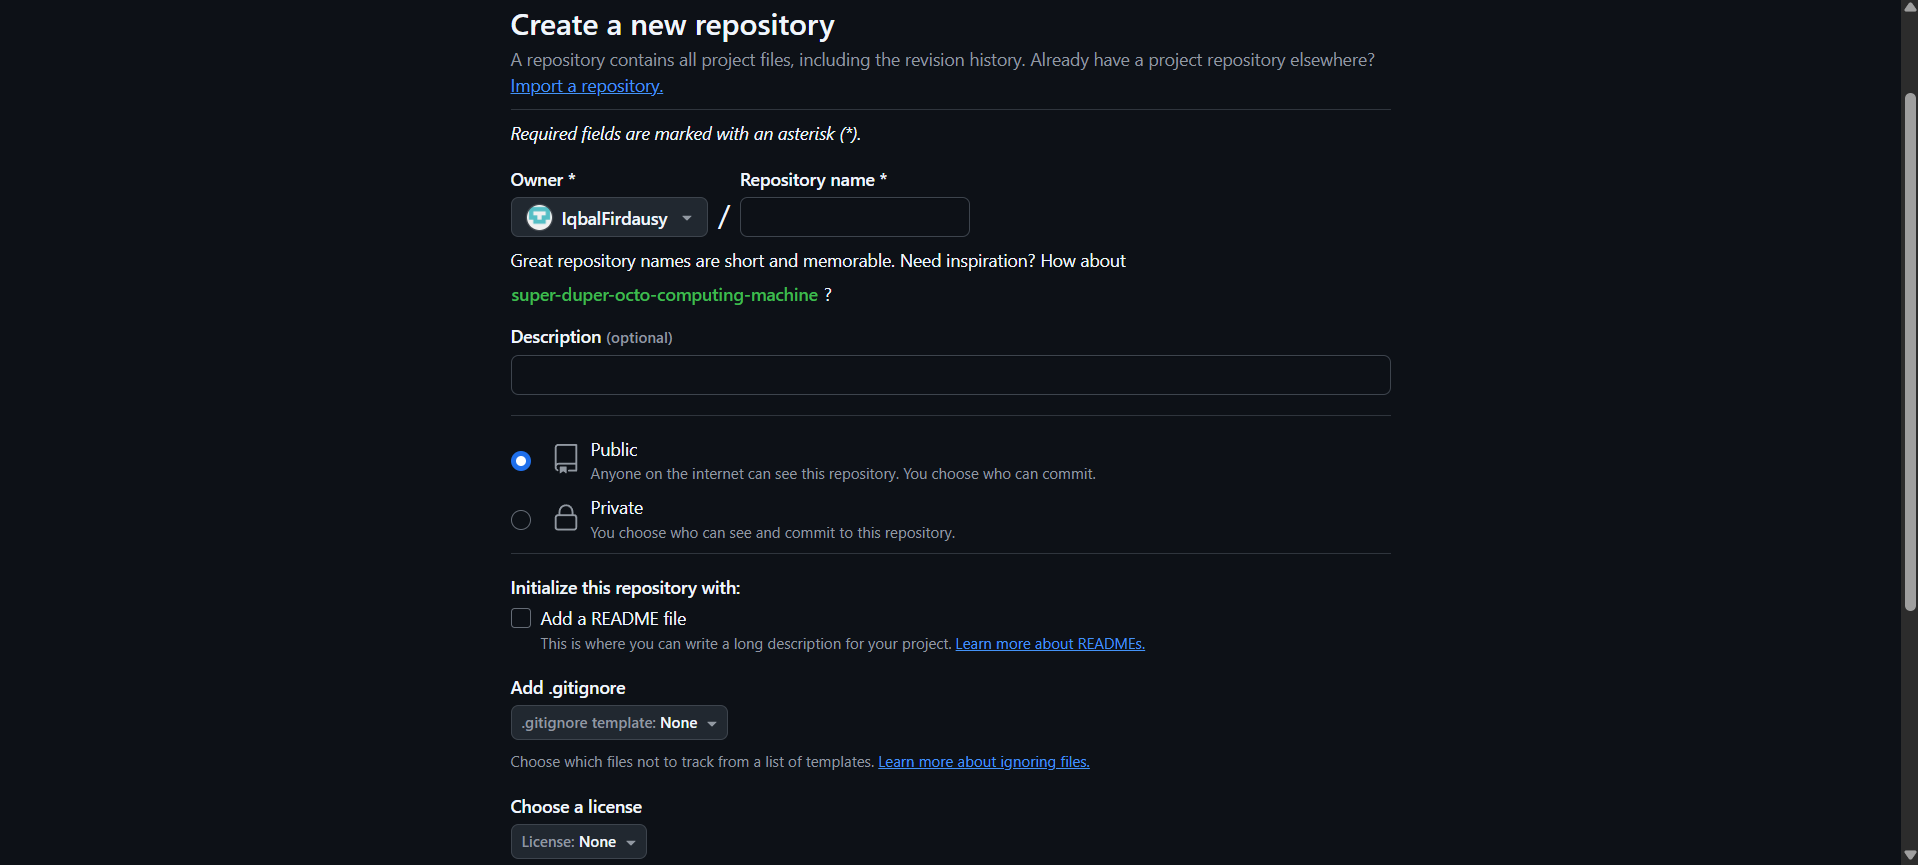 Create a new repository
A repository contains all project files, including the revision history. Already have a project repository elsewhere?
Import a repository.
Required fields are marked with an asterisk (*).
Owner * Repository name *
IqbalFirdausy /
Great repository names are short and memorable. Need inspiration? How about
super-duper-octo-computing-machine ?
Description (optional)
Public
Anyone on the internet can see this repository. You choose who can commit.
Private
You choose who can see and commit to this repository.
Initialize this repository with:
Add a README file
This is where you can write a long description for your project. Learn more about READMEs.
Add .gitignore
.gitignore template: None
Choose which files not to track from a list of templates. Learn more about ignoring files.
Choose a license
License: None